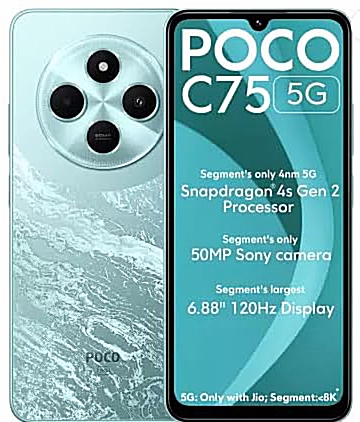 POCO
C75 5G
Segment's only 4nm 5G
Snapdragon® 4s Gen 2
Processor
Segment's only
50MP Sony camera
Segment's largest
6.88" 120Hz Display
5G: Only with Jio; Segment:<8K*
POCO